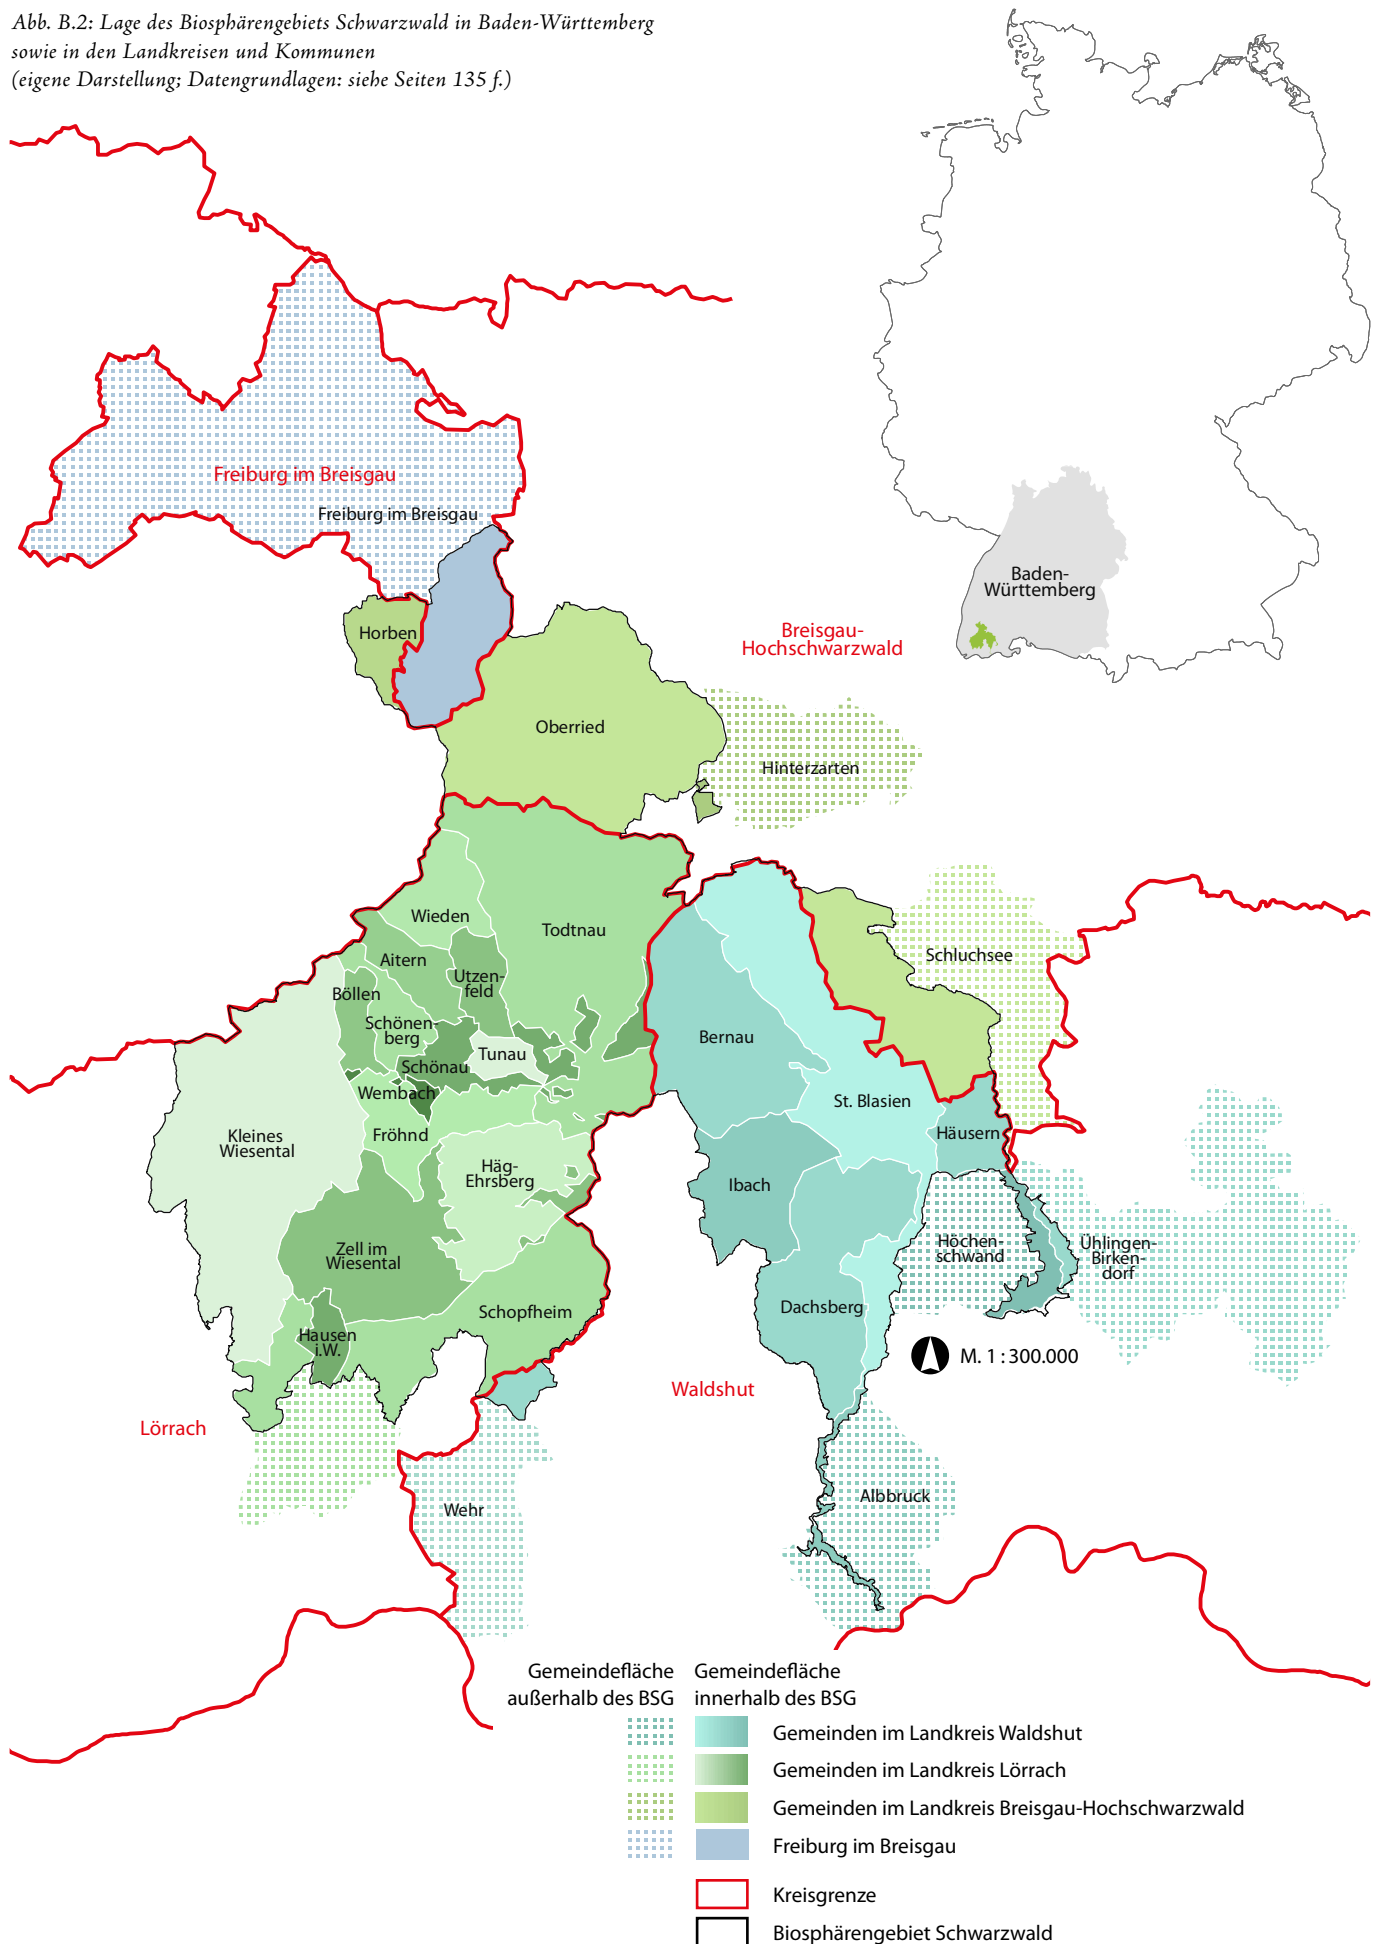 Abb. B.2: Lage des Biosphärengebiets Schwarzwald in Baden-Württemberg
sowie in den Landkreisen und Kommunen
(eigene Darstellung; Datengrundlagen: siehe Seiten 135 f.)
Freiburg im Breisgau
Freiburg im Breisgau
Baden-
Württemberg
Horben
Breisgau-
Hochschwarzwald
Oberried
Hinterzarten
Wieden
Todtnau
Aitern
Utzen-
feld
Schluchsee
Böllen
Schönen-
berg
Bernau
Tunau
Schönau
Wembach
St. Blasien
Kleines
Wiesental
Fröhnd
Häusern
Häg-
Ehrsberg
Ibach
Zell im
Wiesental
Höchen-
schwand
Ühlingen-
Birken-
dorf
Schopfheim
Dachsberg
Hausen
i.W.
M. 1 : 300.000
Waldshut
Lörrach
Wehr
Albbruck
Gemeindefläche
außerhalb des BSG
Gemeindefläche
innerhalb des BSG
Gemeinden im Landkreis Waldshut
Gemeinden im Landkreis Lörrach
Gemeinden im Landkreis Breisgau-Hochschwarzwald
Freiburg im Breisgau
Kreisgrenze
Biosphärengebiet Schwarzwald